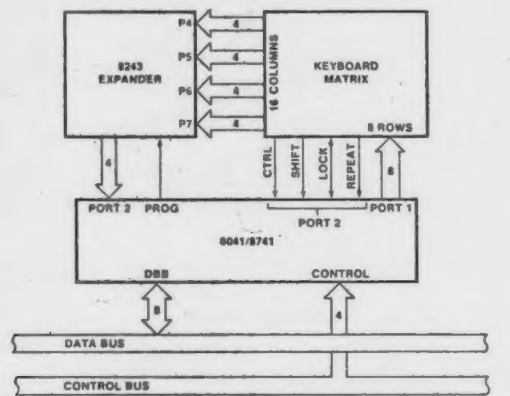 8243
EXPANDER
P4
P5
P6
P7
4
4
4
4
16 COLUMNS
KEYBOARD
MATRIX
8 ROWS
4
CTRL
SHIFT
LOCK
REPEAT
8
PORT 2
PROG
PORT 2
PORT 1
8041/8741
DBB
CONTROL
8
4
DATA BUS
CONTROL BUS